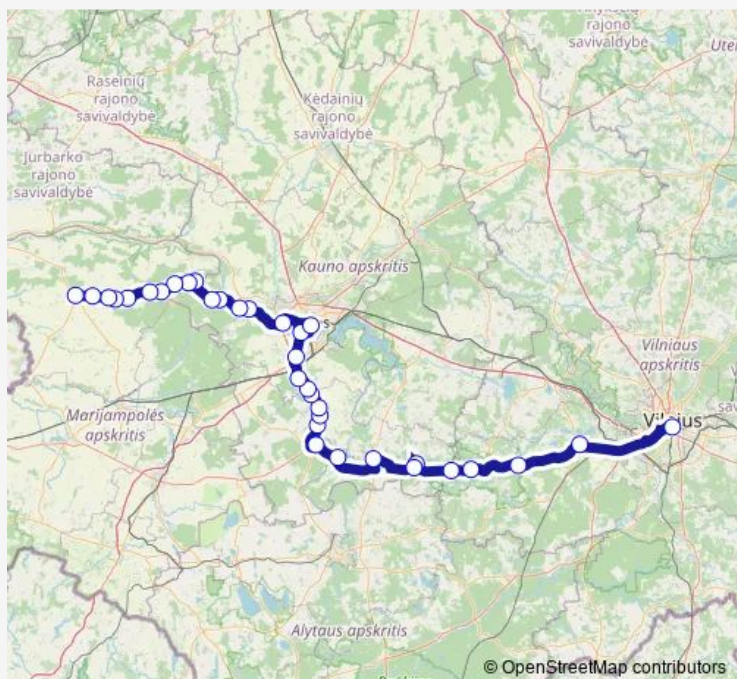 Raseinių
rajono
savivaldybė
Kėdainių
rajono
savivaldybė
rajono
savivaldybė
Jurbarko
rajono
savivaldybė
Kauno apskritis
Vilniaus
apskritis
Vilnius
Marijampolės
apskritis
Alytaus apskritis
© OpenStreetMap contributors